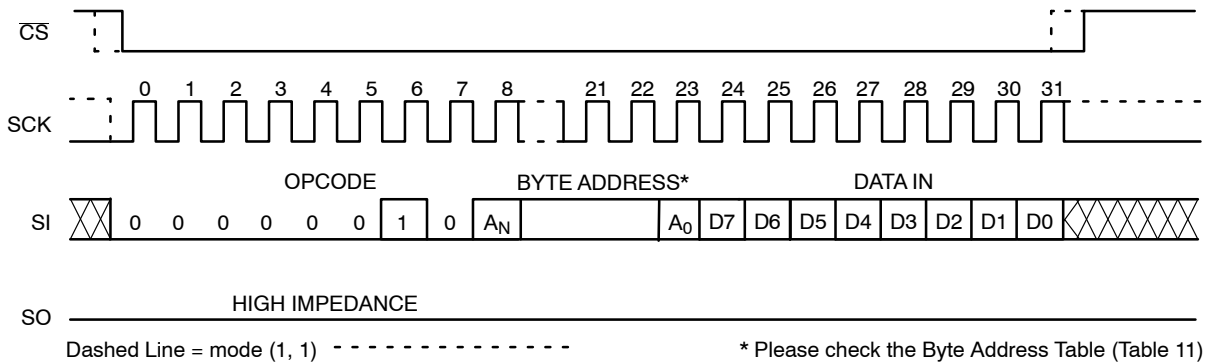 CS
0 1 2 3 4 5 6 7 8 21 22 23 24 25 26 27 28 29 30 31
SCK
OPCODE BYTE ADDRESS* DATA IN
SI 0 0 0 0 0 0 1 0 AN A0 D7 D6 D5 D4 D3 D2 D1 D0
HIGH IMPEDANCE
SO
Dashed Line = mode (1, 1) * Please check the Byte Address Table (Table 11)